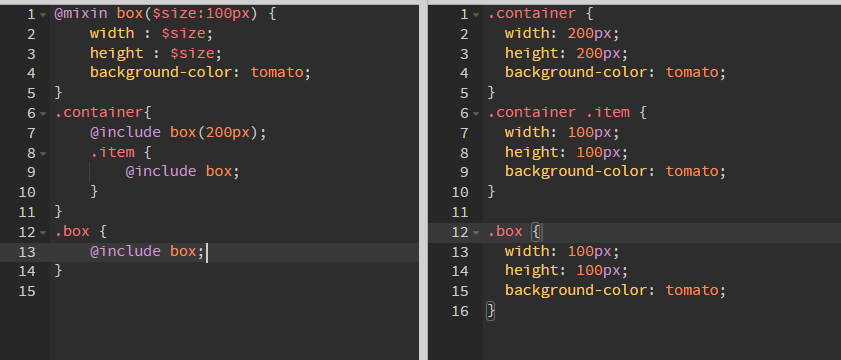 1 @mixin box($size:100px) {
2 width : $size;
3 height : $size;
4 background-color: tomato;
5 }
6 .container{
7 @include box(200px);
8 .item {
9 @include box;
10 }
11 }
12 .box {
13 @include box;
14 }
15
1 .container {
2 width: 200px;
3 height: 200px;
4 background-color: tomato;
5 }
6 .container .item {
7 width: 100px;
8 height: 100px;
9 background-color: tomato;
10 }
11
12 .box {
13 width: 100px;
14 height: 100px;
15 background-color: tomato;
16 }